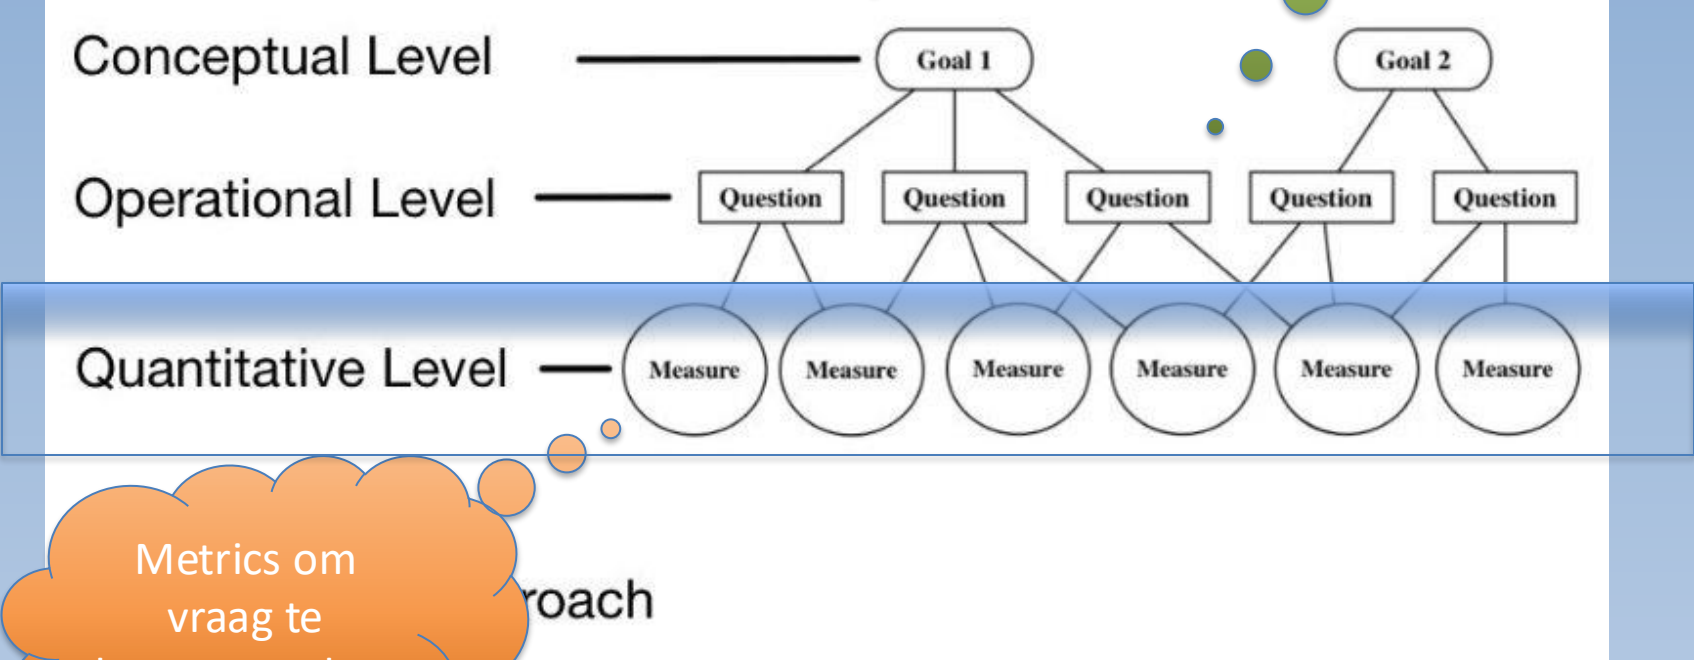 Conceptual Level Goal 1 Goal 2
Operational Level Question Question Question Question Question
Quantitative Level Measure Measure Measure Measure Measure Measure
Metrics om
vraag te
roach